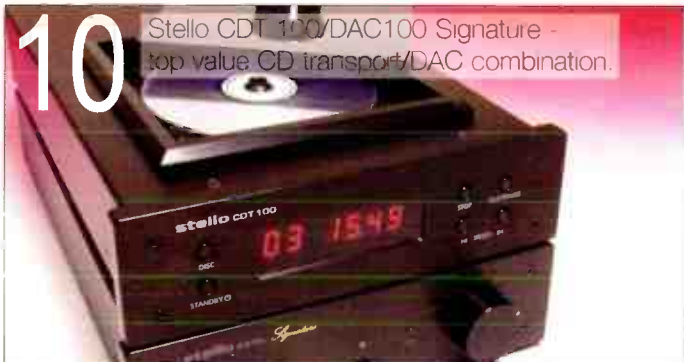 10
Stello CDT 100/DAC100 Signature -
top value CD transport/DAC combination.
stello CDT 100
03 15:49
DISC
STOP
STANDBY
Signature